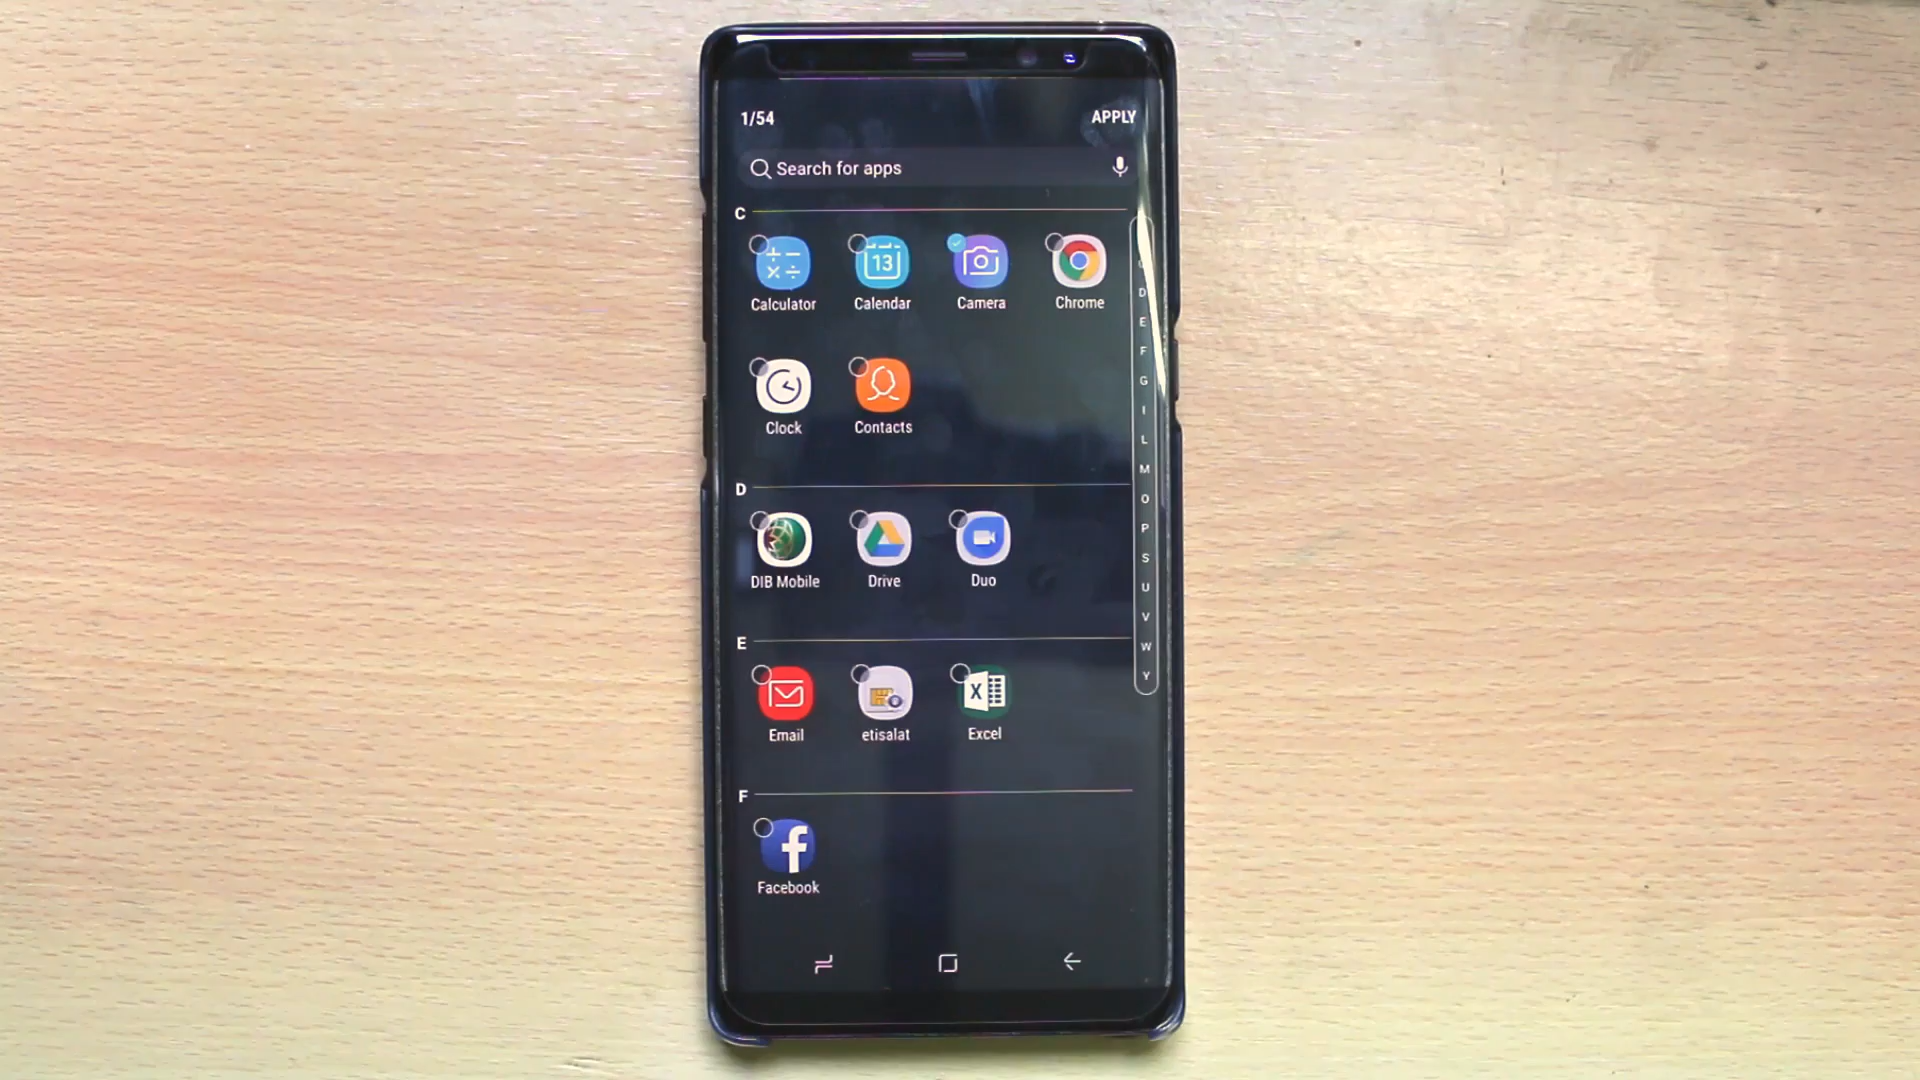 1/54 APPLY
Search for apps
C
13
Calculator Calendar Camera Chrome
Clock Contacts
D
DIB Mobile Drive Duo
E
X
Email etisalat Excel
F
f
Facebook
D
E
F
G
I
L
M
O
P
S
U
V
W
Y